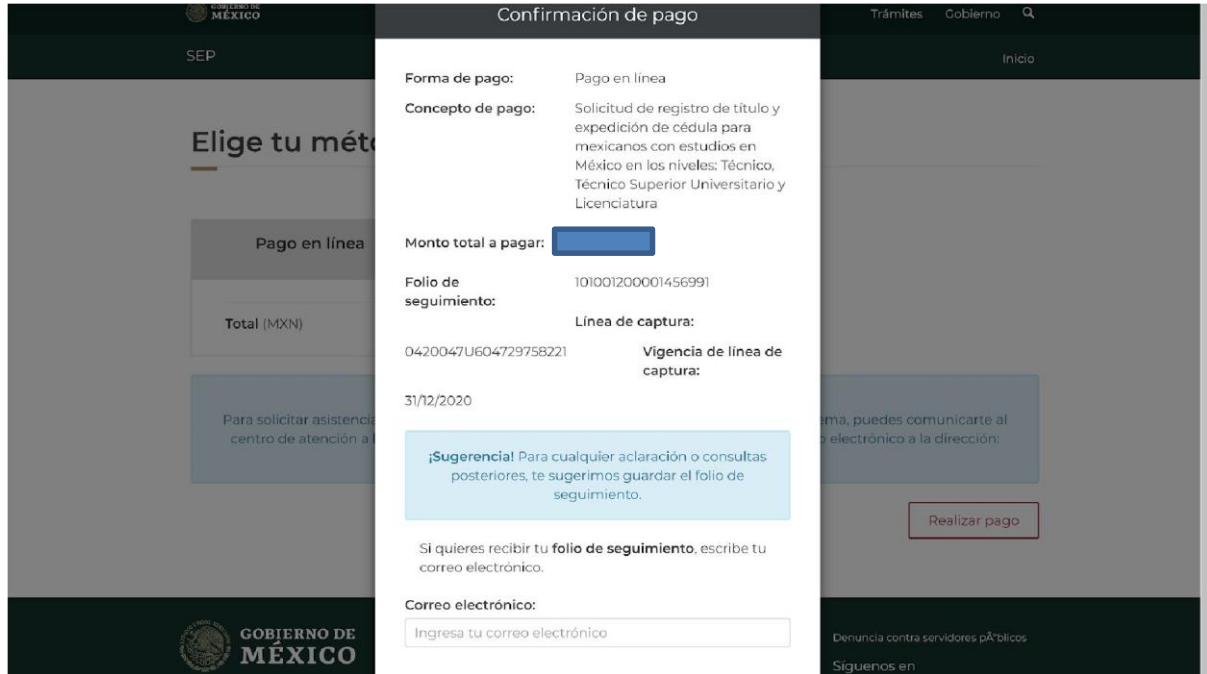 GOBIERNO DE
MÉXICO
Confirmación de pago
Trámites Gobierno
SEP
Inicio
Forma de pago: Pago en línea
Concepto de pago: Solicitud de registro de título y
expedición de cédula para
mexicanos con estudios en
México en los niveles: Técnico,
Técnico Superior Universitario y
Licenciatura
Elige tu méto
Pago en línea
Monto total a pagar:
Folio de
seguimiento:
101001200001456991
Total (MXN)
Línea de captura:
0420047U604729758221
Vigencia de línea de
captura:
31/12/2020
Para solicitar asistencia
centro de atención a l
ema, puedes comunicarte al
o electrónico a la dirección:
¡Sugerencia! Para cualquier aclaración o consultas
posteriores, te sugerimos guardar el folio de
seguimiento.
Realizar pago
Si quieres recibir tu folio de seguimiento, escribe tu
correo electrónico.
Correo electrónico:
Ingresa tu correo electrónico
GOBIERNO DE
MÉXICO
Denuncia contra servidores pÃºblicos
Síguenos en